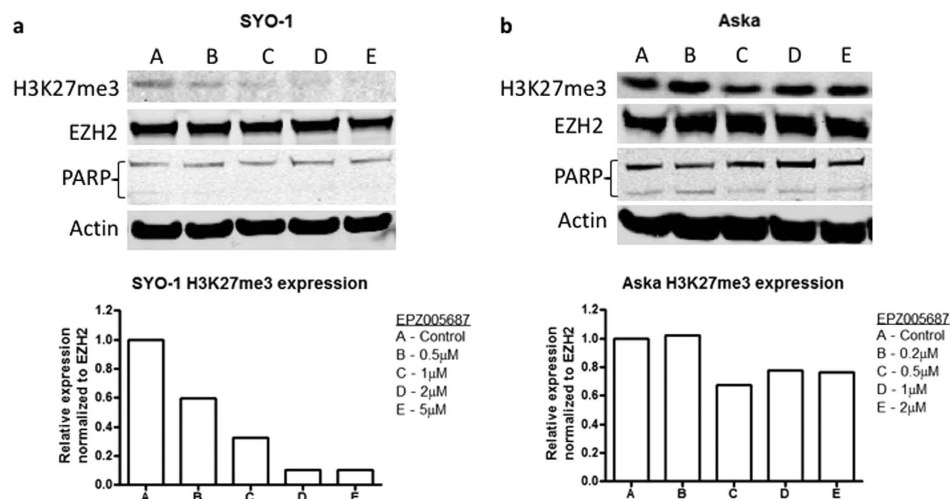 a
SYO-1
A B C D E
H3K27me3
EZH2
PARP
Actin
SYO-1 H3K27me3 expression
Relative expression
normalized to EZH2
1.2
1.0
0.8
0.6
0.4
0.2
0.0
A B C D E
EPZ005687
A - Control
B - 0.5μM
C - 1μM
D - 2μM
E - 5μM
b
Aska
A B C D E
H3K27me3
EZH2
PARP
Actin
Aska H3K27me3 expression
Relative expression
normalized to EZH2
1.2
1.0
0.8
0.6
0.4
0.2
0.0
A B C D E
EPZ005687
A - Control
B - 0.2μM
C - 0.5μM
D - 1μM
E - 2μM